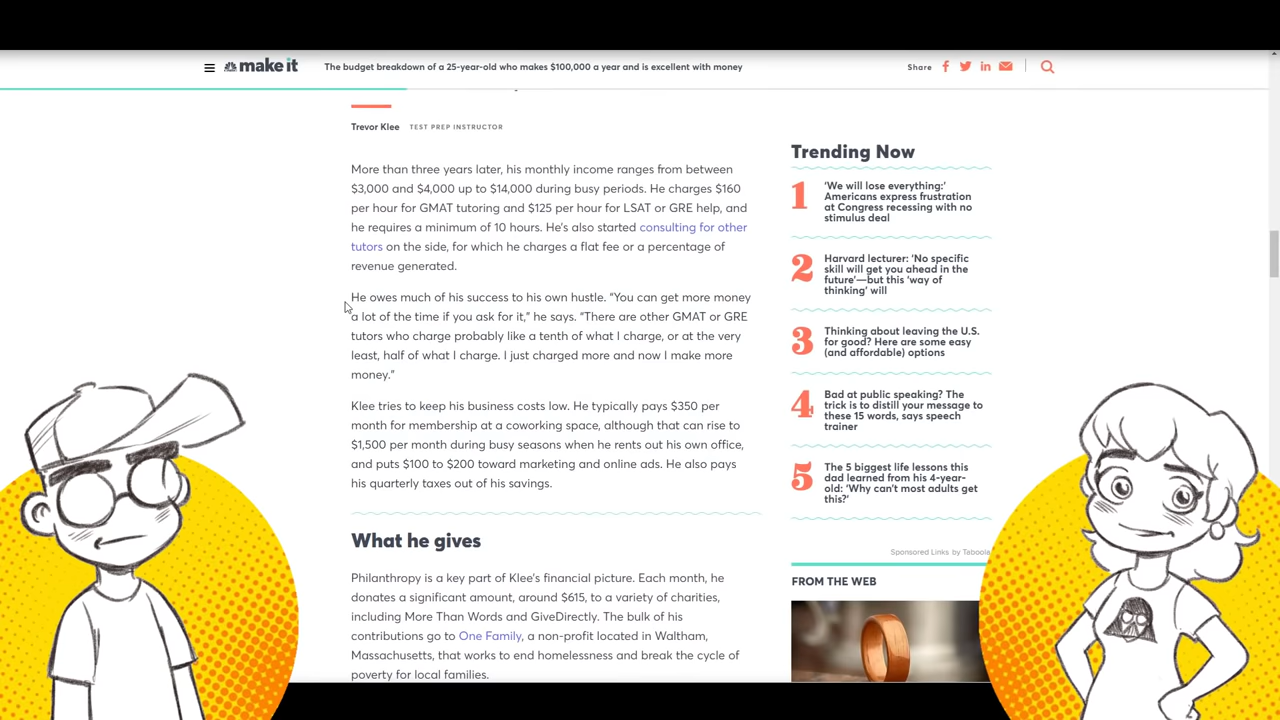 make it
The budget breakdown of a 25-year-old who makes $100,000 a year and is excellent with money
Share
Trevor Klee TEST PREP INSTRUCTOR
More than three years later, his monthly income ranges from between
$3,000 and $4,000 up to $14,000 during busy periods. He charges $160
per hour for GMAT tutoring and $125 per hour for LSAT or GRE help, and
he requires a minimum of 10 hours. He's also started consulting for other
tutors on the side, for which he charges a flat fee or a percentage of
revenue generated.
He owes much of his success to his own hustle. "You can get more money
a lot of the time if you ask for it," he says. "There are other GMAT or GRE
tutors who charge probably like a tenth of what I charge, or at the very
least, half of what I charge. I just charged more and now I make more
money."
Klee tries to keep his business costs low. He typically pays $350 per
month for membership at a coworking space, although that can rise to
$1,500 per month during busy seasons when he rents out his own office,
and puts $100 to $200 toward marketing and online ads. He also pays
his quarterly taxes out of his savings.
What he gives
Philanthropy is a key part of Klee's financial picture. Each month, he
donates a significant amount, around $615, to a variety of charities,
including More Than Words and GiveDirectly. The bulk of his
contributions go to One Family, a non-profit located in Waltham,
Massachusetts, that works to end homelessness and break the cycle of
poverty for local families.
Trending Now
1
'We will lose everything:'
Americans express frustration
at Congress recessing with no
stimulus deal
2
Harvard lecturer: 'No specific
skill will get you ahead in the
future'—but this 'way of
thinking' will
3
Thinking about leaving the U.S.
for good? Here are some easy
(and affordable) options
4
Bad at public speaking? The
trick is to distill your message to
these 15 words, says speech
trainer
5
The 5 biggest life lessons this
dad learned from his 4-year-
old: 'Why can't most adults get
this?'
Sponsored Links by Taboola
FROM THE WEB